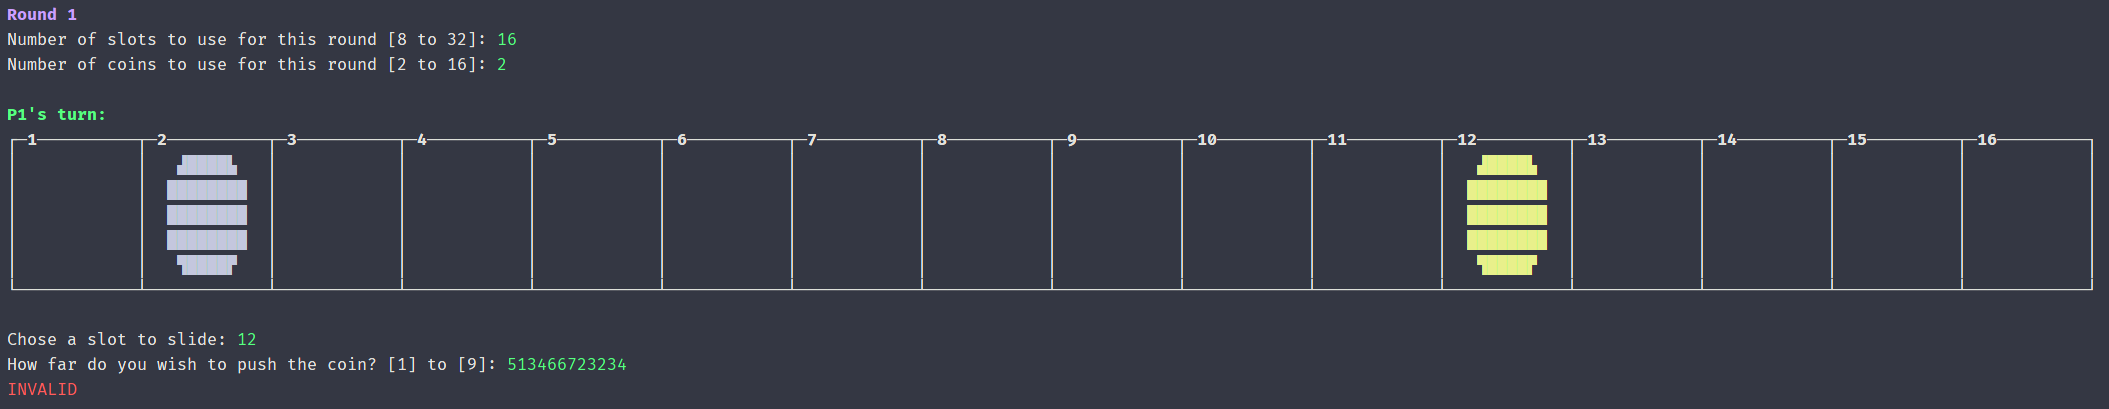 Round 1
Number of slots to use for this round [8 to 32]: 16
Number of coins to use for this round [2 to 16]: 2
P1's turn:
1 2 3 4 5 6 7 8 9 10 11 12 13 14 15 16
Chose a slot to slide: 12
How far do you wish to push the coin? [1] to [9]: 513466723234
INVALID